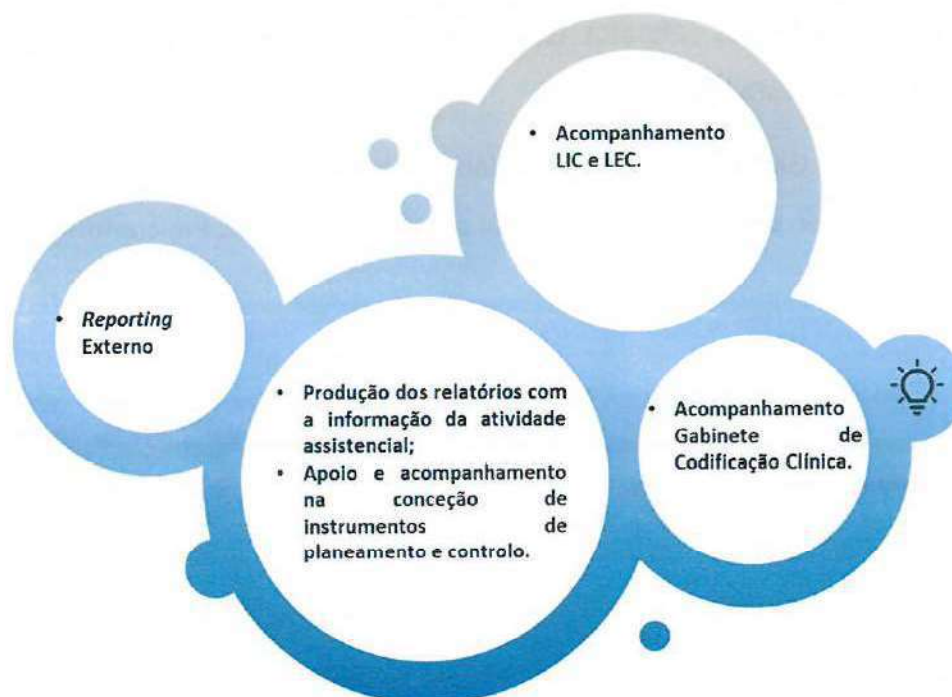 • Acompanhamento
LIC e LEC.
• Reporting
Externo
• Produção dos relatórios com
a informação da atividade
assistencial;
• Apoio e acompanhamento
na conceção de
instrumentos de
planeamento e controlo.
• Acompanhamento
Gabinete de
Codificação Clínica.